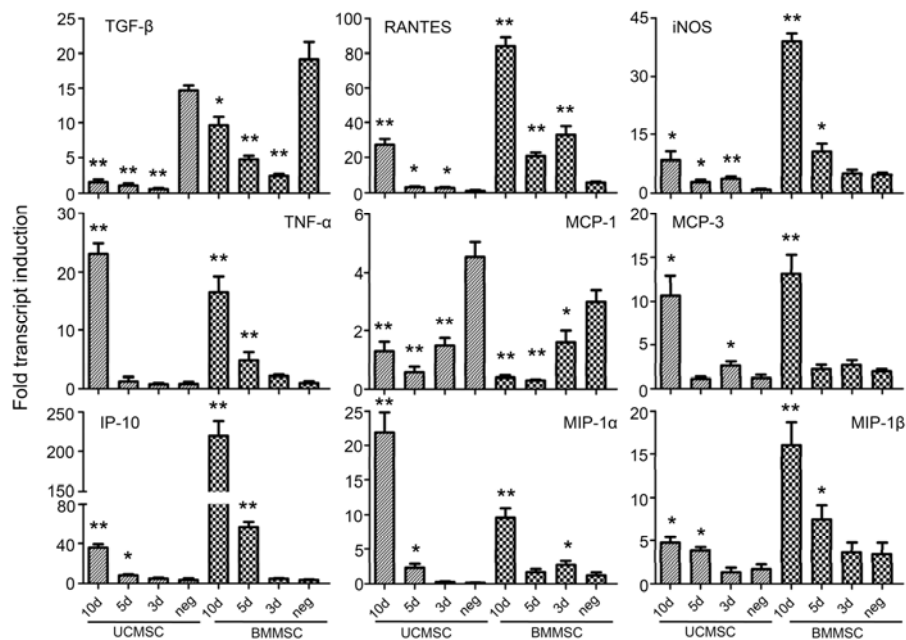 Fold transcript induction
TGF-β
25
20
15
10
5
0
** ** ** * ** **
RANTES
100
80
60
40
20
0
** * * ** ** **
iNOS
45
30
15
0
* * ** ** *
TNF-α
30
20
10
0
** ** **
MCP-1
6
4
2
0
** ** ** ** ** *
MCP-3
20
15
10
5
0
* * **
IP-10
250
200
150
80
40
0
** * ** **
MIP-1α
25
20
15
10
5
0
** * ** *
MIP-1β
20
15
10
5
0
* * ** *
10d 5d 3d neg 10d 5d 3d neg
UCMSC BMMSC
10d 5d 3d neg 10d 5d 3d neg
UCMSC BMMSC
10d 5d 3d neg 10d 5d 3d neg
UCMSC BMMSC